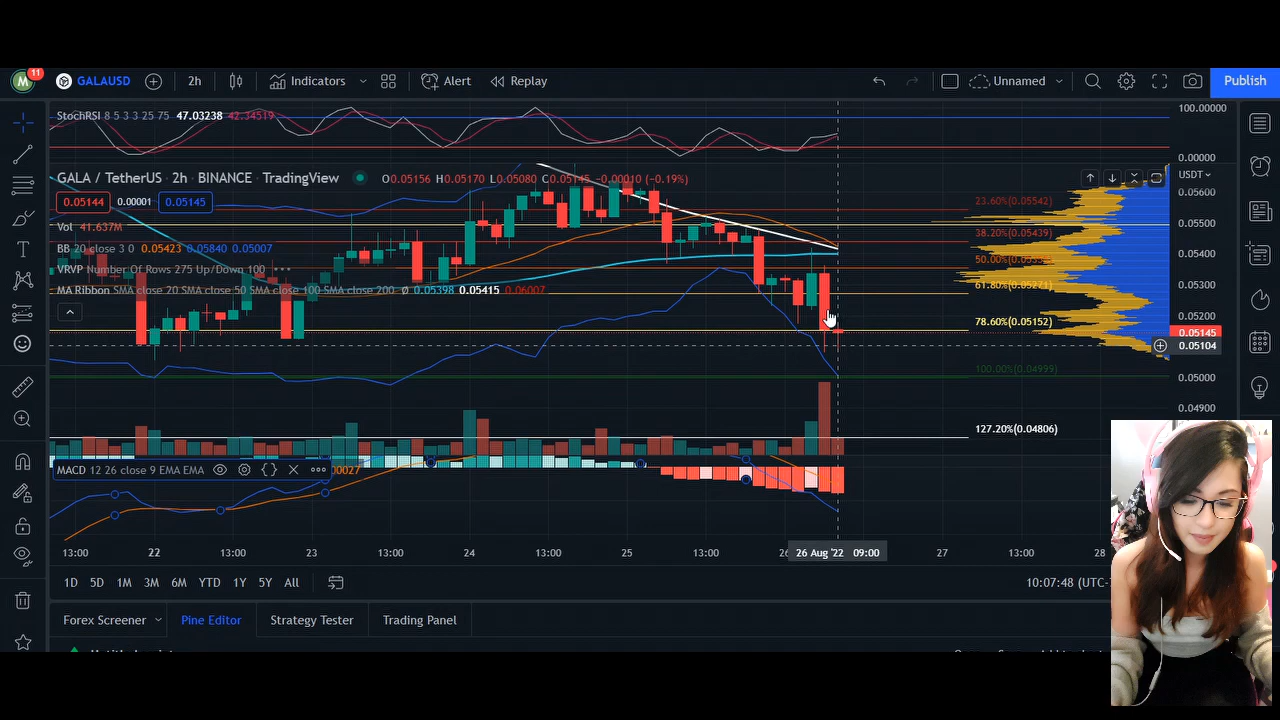 M 11 GALAUSD 2h Indicators Alert Replay Unnamed Publish
StochRSI 8 5 3 3 25 75 47.03238 42.34519
100.00000
0.00000
GALA / TetherUS · 2h · BINANCE · TradingView O0.05156 H0.05170 L0.05080 C0.05145 -0.00010 (-0.19%)
USDT
0.05144 0.00001 0.05145
Vol 41.637M
BB 20 close 3 0 0.05423 0.05840 0.05007
VRVP Number Of Rows 275 Up/Down 100
MA Ribbon SMA close 20 SMA close 50 SMA close 100 SMA close 200 Ø 0.05398 0.05415 0.06007
23.60%(0.05542)
38.20%(0.05439)
61.80%(0.05271)
78.60%(0.05152)
100.00%(0.04999)
127.20%(0.04806)
0.05600
0.05500
0.05400
0.05300
0.05200
0.05145
0.05104
0.05000
0.04900
MACD 12 26 close 9 EMA EMA
13:00 22 13:00 23 13:00 24 13:00 25 13:00 26 Aug '22 09:00 27 13:00 28
1D 5D 1M 3M 6M YTD 1Y 5Y All
10:07:48 (UTC-
Forex Screener Pine Editor Strategy Tester Trading Panel